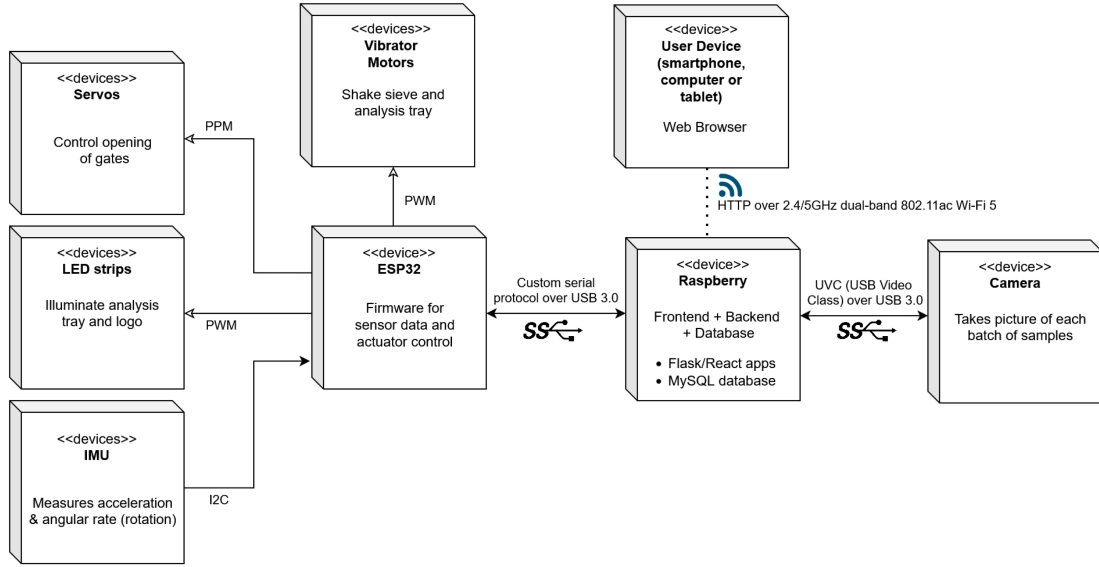 <<devices>>
Servos
Control opening
of gates
PPM
<<devices>>
Vibrator
Motors
Shake sieve and
analysis tray
PWM
<<devices>>
User Device
(smartphone,
computer or
tablet)
Web Browser
HTTP over 2.4/5GHz dual-band 802.11ac Wi-Fi 5
<<devices>>
LED strips
Illuminate analysis
tray and logo
PWM
<<device>>
ESP32
Firmware for
sensor data and
actuator control
Custom serial
protocol over USB 3.0
SS
<<device>>
Raspberry
Frontend + Backend
+ Database
• Flask/React apps
• MySQL database
UVC (USB Video
Class) over USB 3.0
SS
<<device>>
Camera
Takes picture of each
batch of samples
<<devices>>
IMU
Measures acceleration
& angular rate (rotation)
I2C